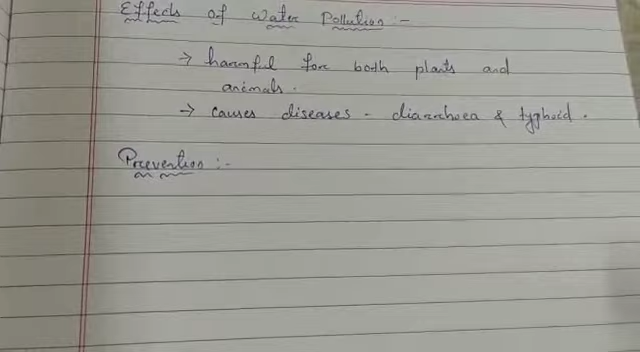 Effects of Water Pollution :-
→ harmful for both plants and
animals.
→ causes diseases - diarrhoea & typhoid.
Prevention :-